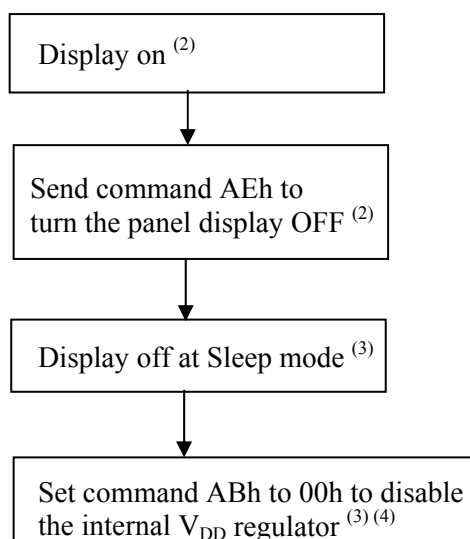 Display on (2)
Send command AEh to
turn the panel display OFF (2)
Display off at Sleep mode (3)
Set command ABh to 00h to disable
the internal VDD regulator (3) (4)